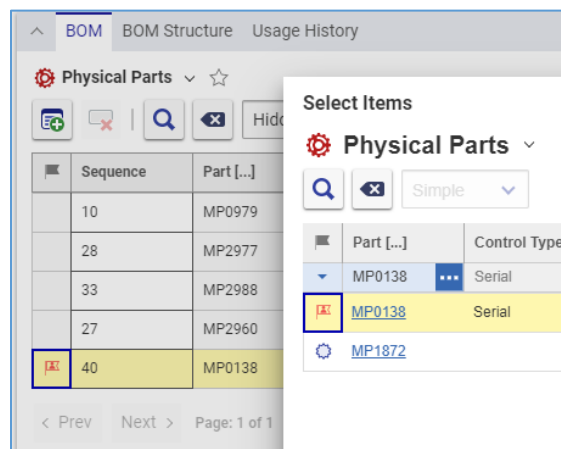 BOM BOM Structure Usage History
Physical Parts
Sequence Part [...]
10 MP0979
28 MP2977
33 MP2988
27 MP2960
40 MP0138
< Prev Next > Page: 1 of 1
Select Items
Physical Parts
Simple
Part [...] Control Type
MP0138 ... Serial
MP0138 Serial
MP1872